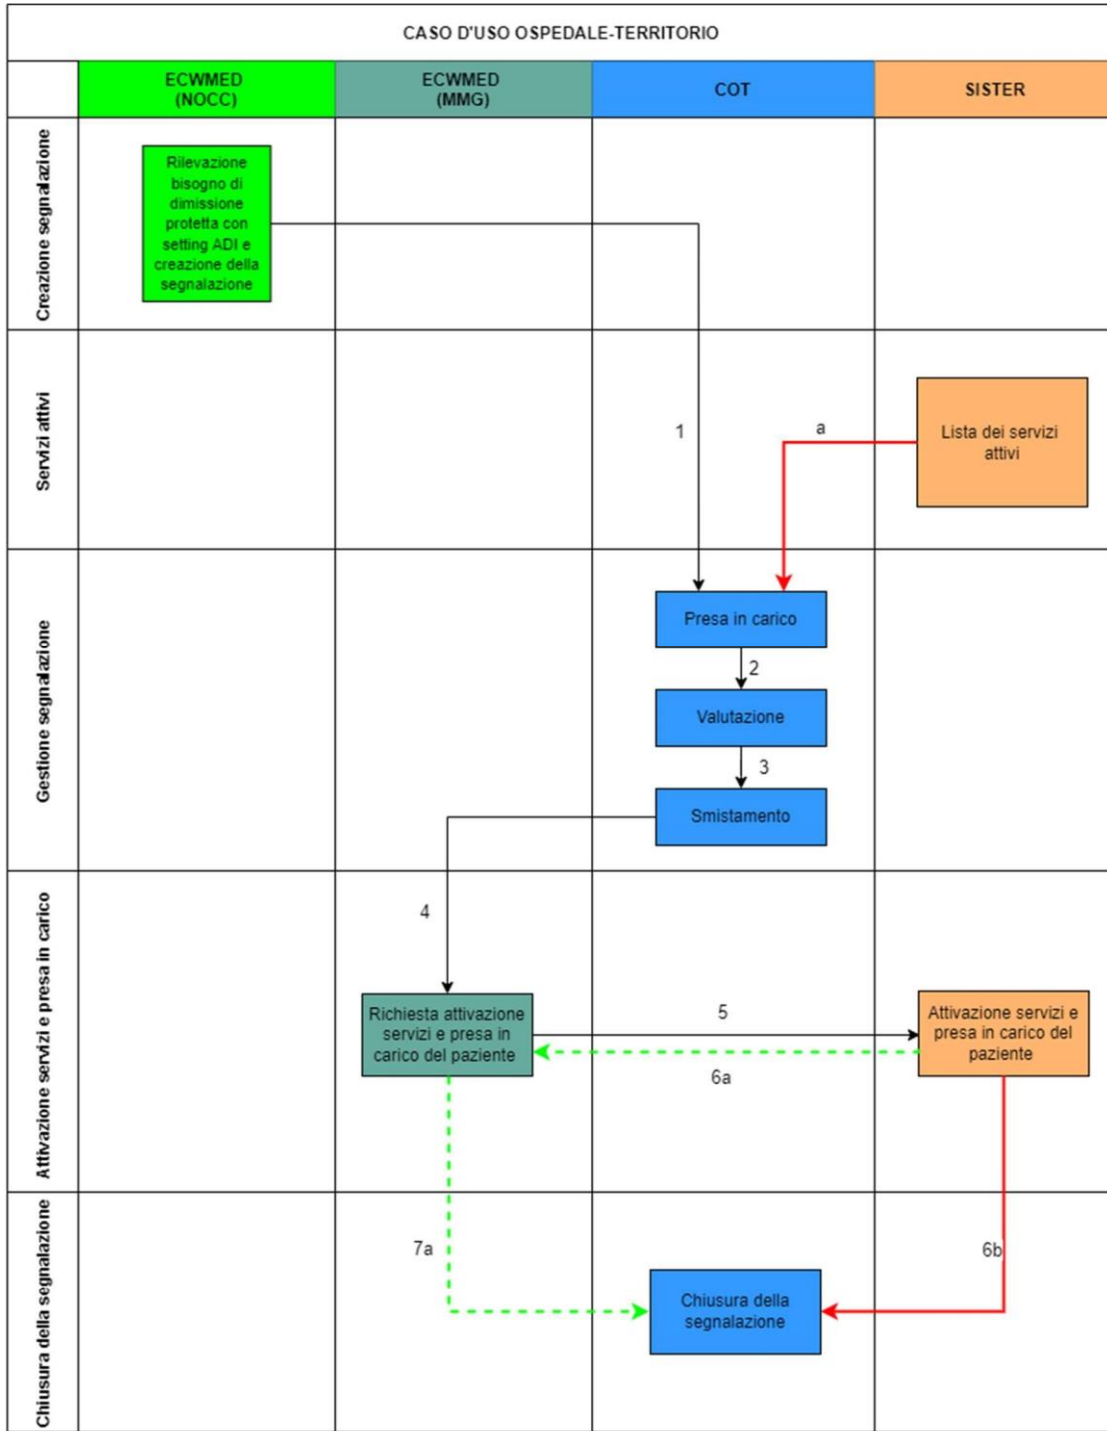 CASO D'USO OSPEDALE-TERRITORIO
ECWMED
(NOCC)
ECWMED
(MMG)
COT
SISTER
Creazione segnalazione
Rilevazione
bisogno di
dimissione
protetta con
setting ADI e
creazione della
segnalazione
Servizi attivi
1
a
Lista dei servizi
attivi
Gestione segnalazione
Presa in carico
2
Valutazione
3
Smistamento
Attivazione servizi e presa in carico
4
Richiesta attivazione
servizi e presa in
carico del paziente
5
6a
Attivazione servizi e
presa in carico del
paziente
Chiusura della segnalazione
7a
6b
Chiusura della
segnalazione